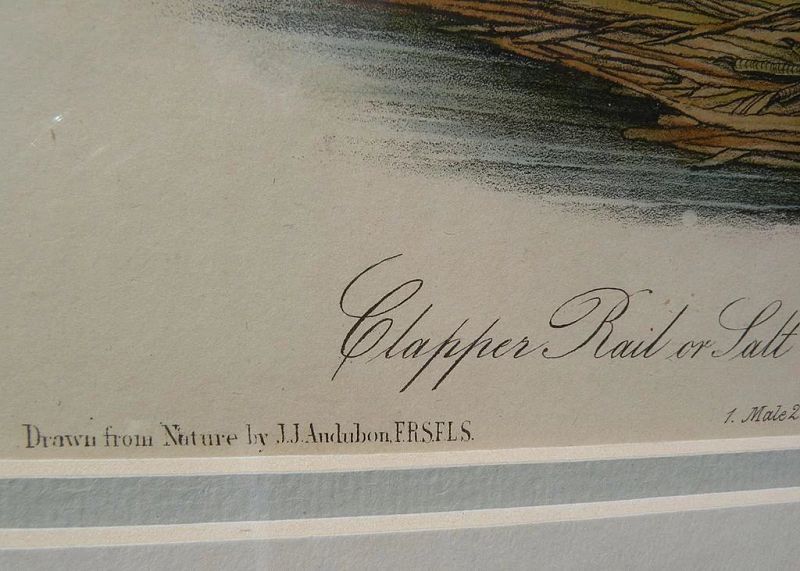 Clapper Rail or Salt
1. Male 2
Drawn from Nature by J.J.Audubon,F.R.S.F.L.S.